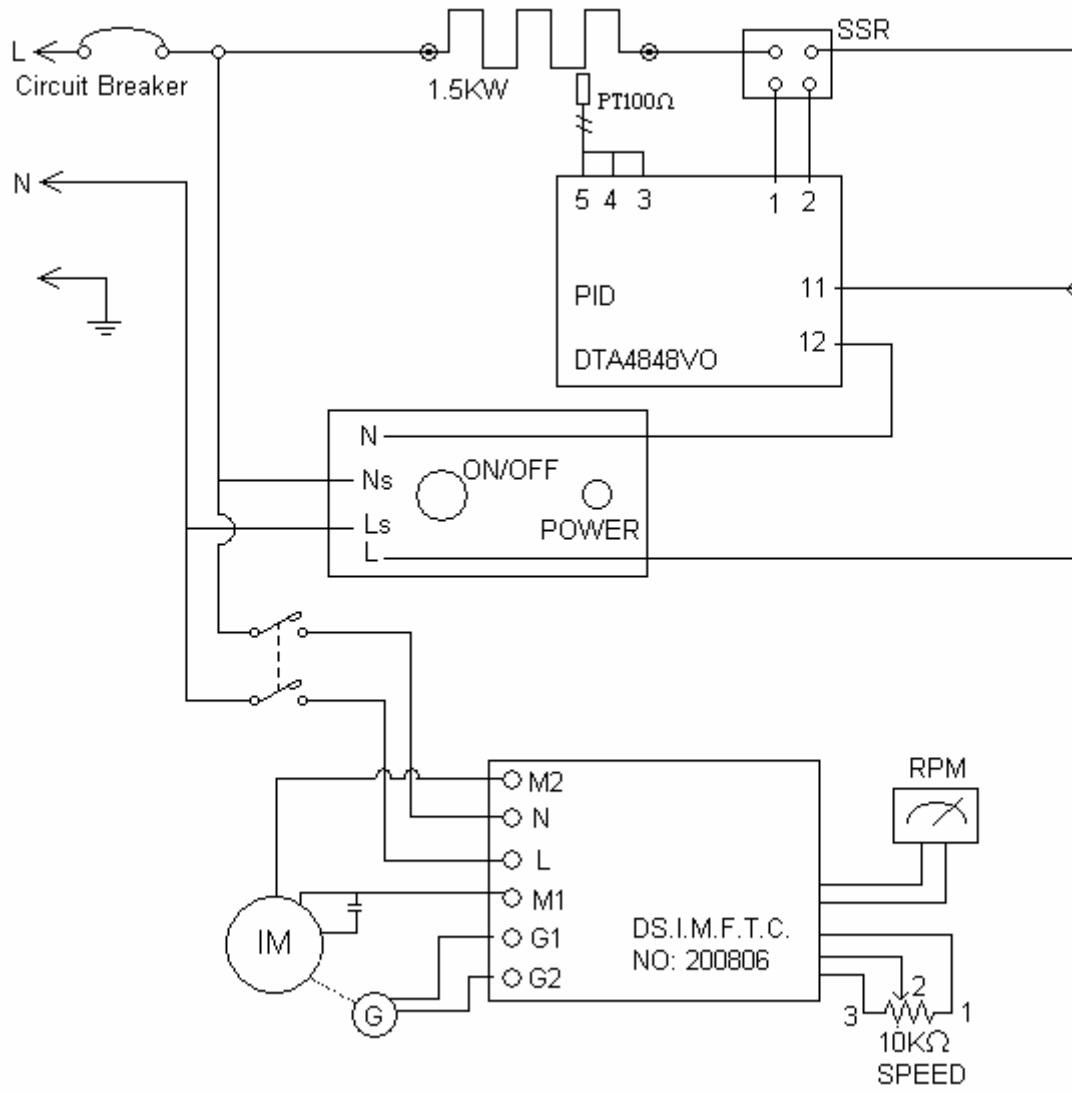 L
Circuit Breaker
1.5KW
SSR
PT100Ω
N
5 4 3
1 2
PID
11
12
DTA4848VO
N
Ns
ON/OFF
Ls
POWER
L
M2
N
L
M1
G1
G2
IM
G
DS.I.M.F.T.C.
NO: 200806
RPM
2
3
1
10KΩ
SPEED